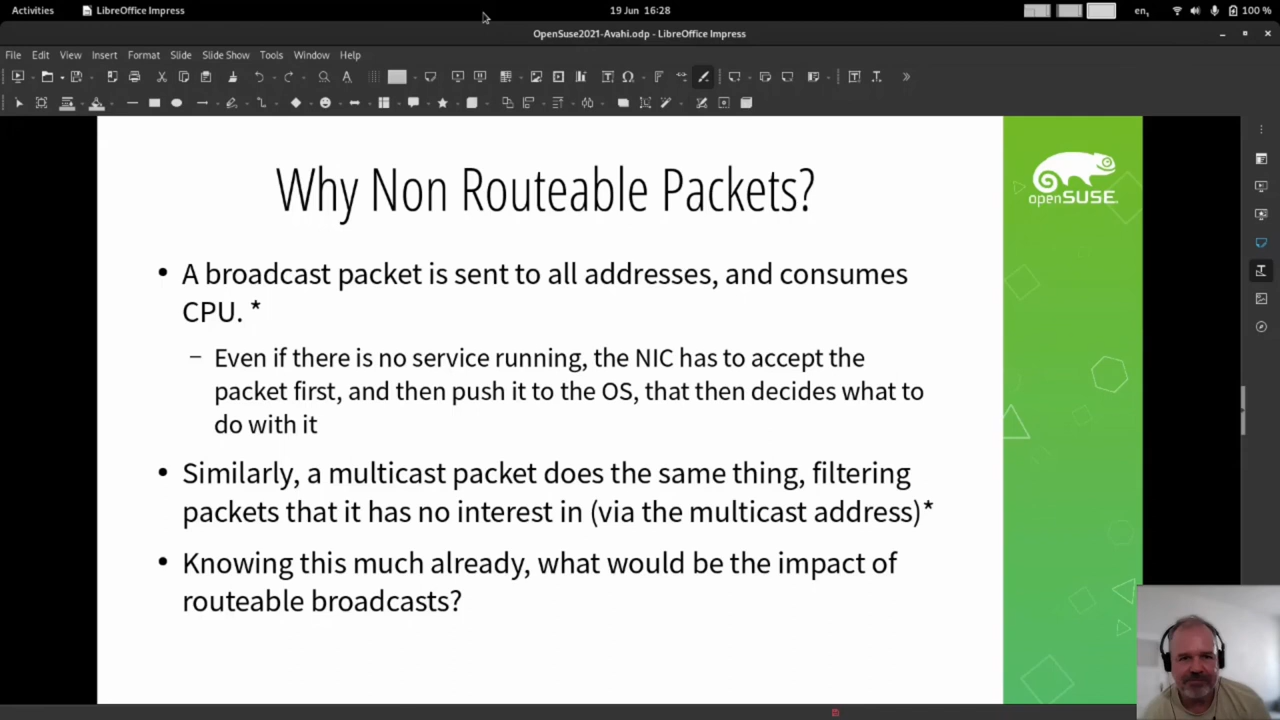 Activities LibreOffice Impress 19 Jun 16:28 en, 100 %
OpenSuse2021-Avahi.odp - LibreOffice Impress
File Edit View Insert Format Slide Slide Show Tools Window Help
Why Non Routeable Packets?
openSUSE
• A broadcast packet is sent to all addresses, and consumes
CPU. *
– Even if there is no service running, the NIC has to accept the
packet first, and then push it to the OS, that then decides what to
do with it
• Similarly, a multicast packet does the same thing, filtering
packets that it has no interest in (via the multicast address)*
• Knowing this much already, what would be the impact of
routeable broadcasts?